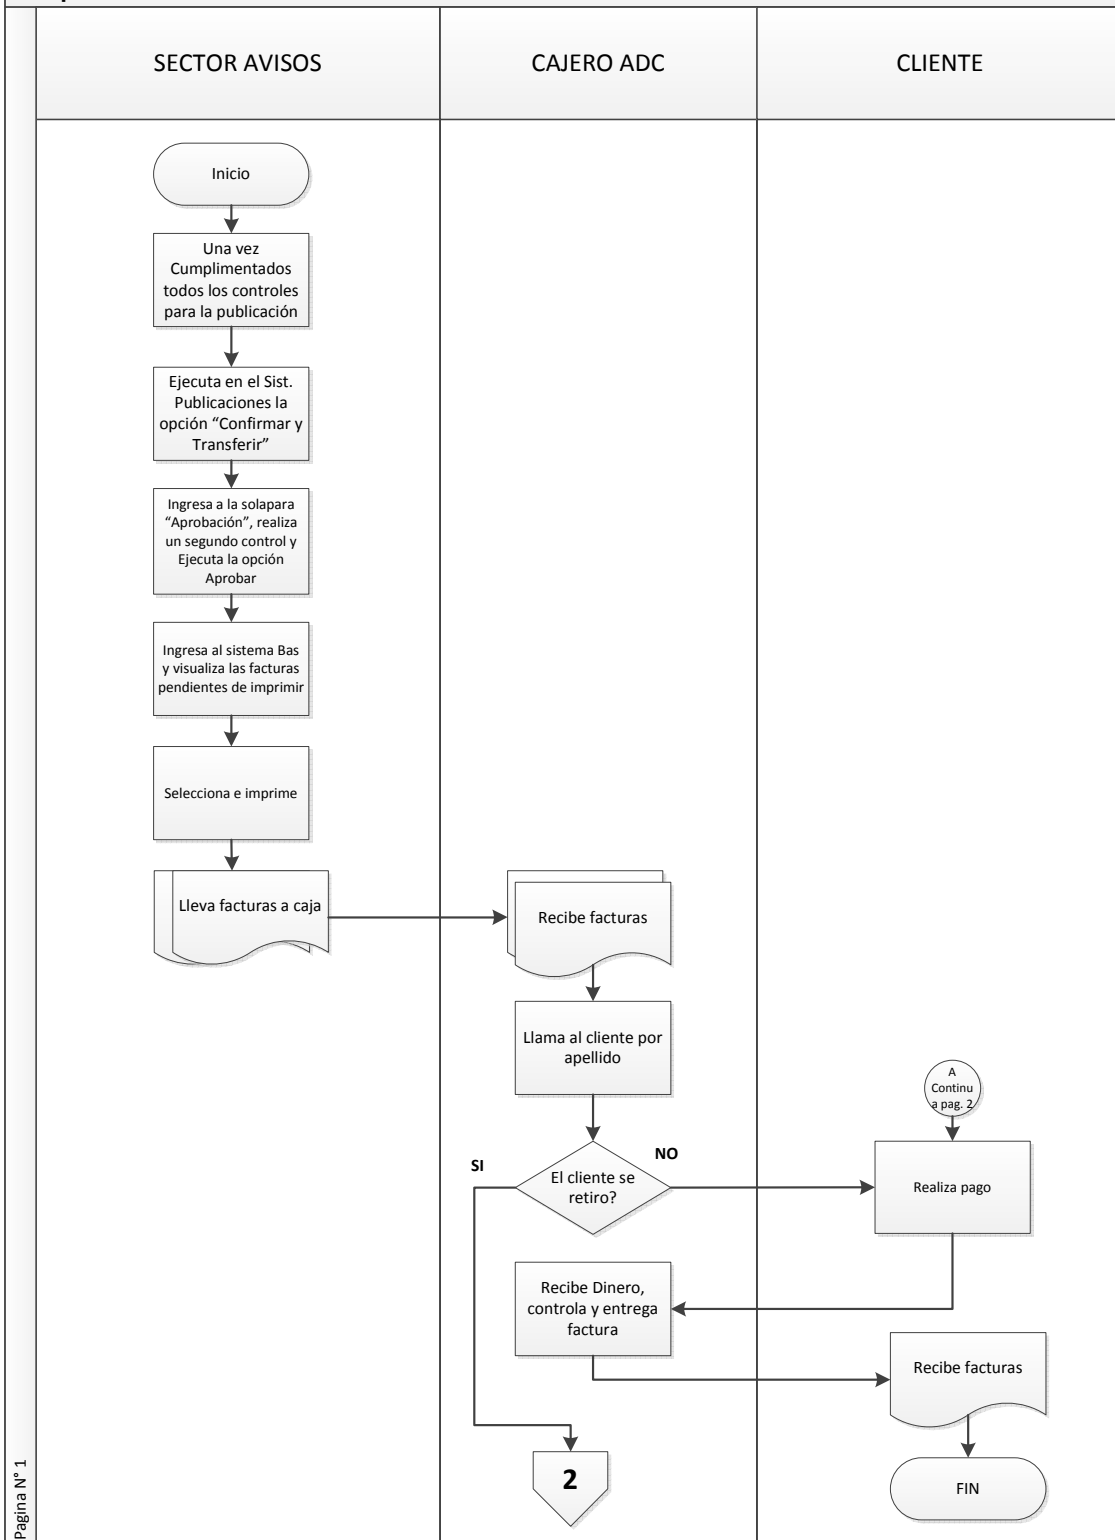 SECTOR AVISOS
CAJERO ADC
CLIENTE
Inicio
Una vez
Cumplimentados
todos los controles
para la publicación
Ejecuta en el Sist.
Publicaciones la
opción “Confirmar y
Transferir”
Ingresa a la solapara
“Aprobación”, realiza
un segundo control y
Ejecuta la opción
Aprobar
Ingresa al sistema Bas
y visualiza las facturas
pendientes de imprimir
Selecciona e imprime
Lleva facturas a caja
Recibe facturas
Llama al cliente por
apellido
A
Continu
a pag. 2
SI
El cliente se
retiro?
NO
Realiza pago
Recibe Dinero,
controla y entrega
factura
Recibe facturas
2
FIN
Pagina N° 1